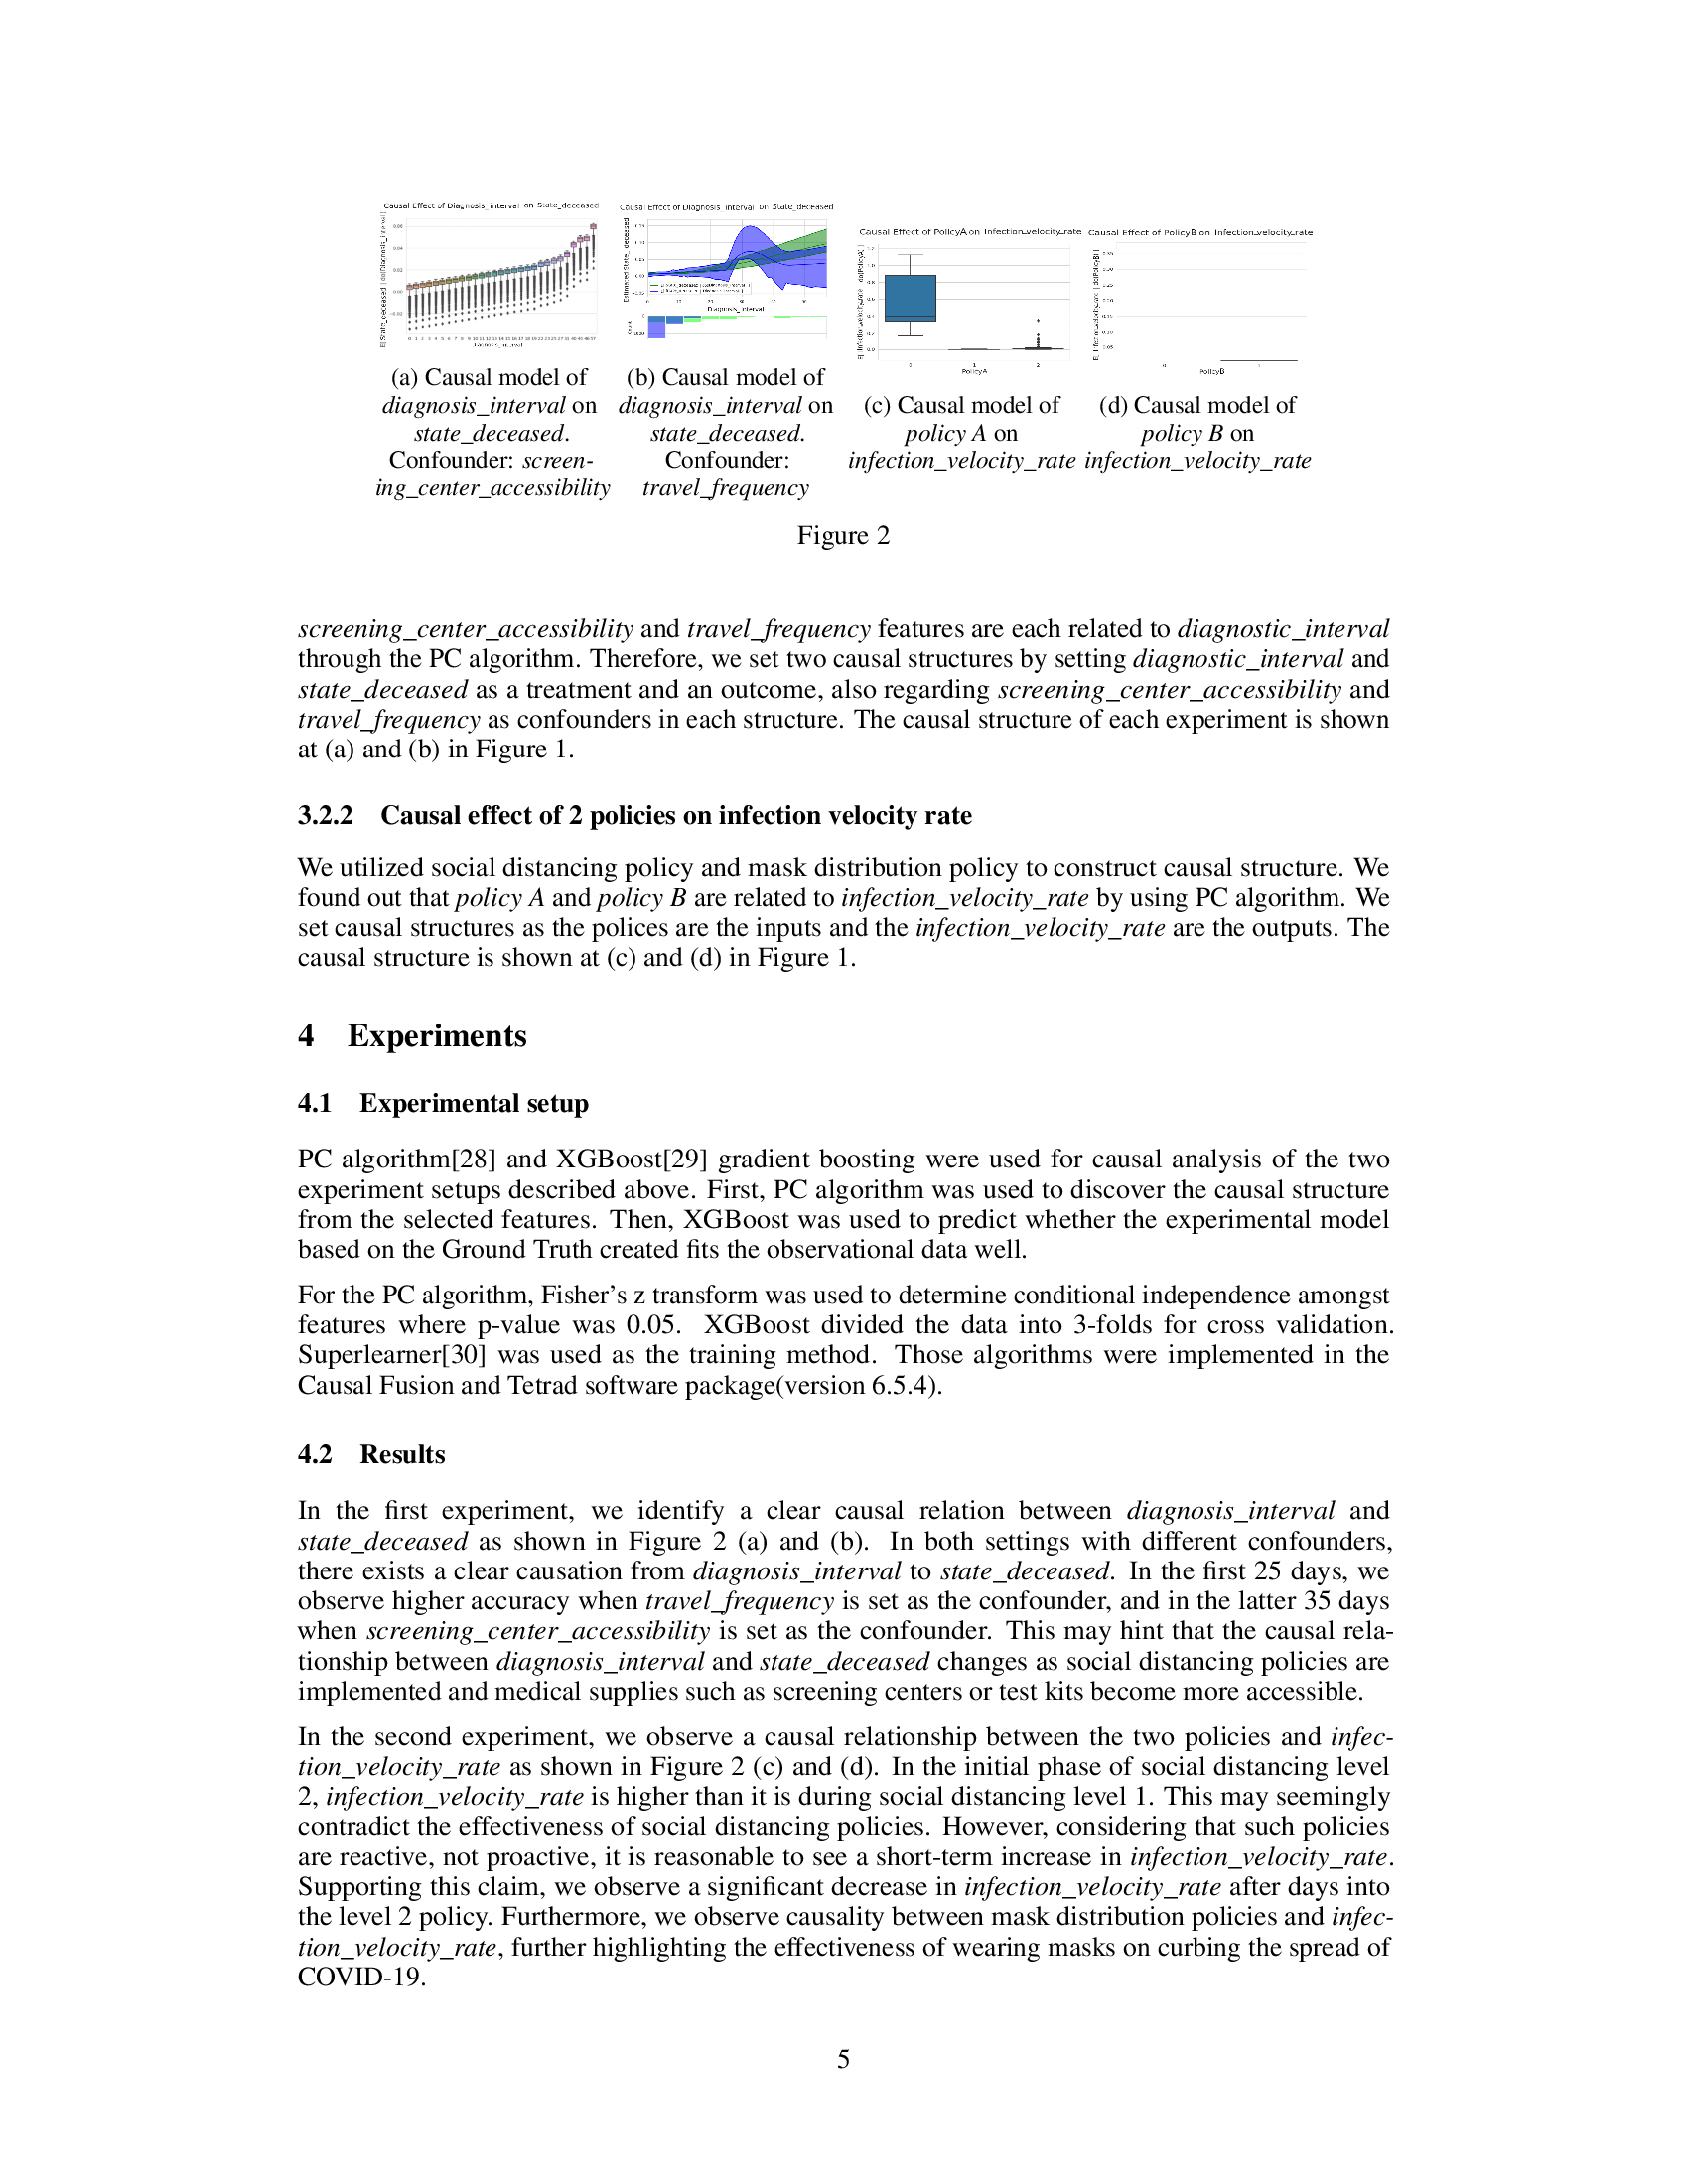 Causal Effect of Diagnosis_interval on State_deceased
Causal Effect of Diagnosis_interval on State_deceased
Causal Effect of PolicyA on Infection_velocity_rate
Causal Effect of PolicyB on Infection_velocity_rate
Diagnosis_interval
PolicyA
PolicyB
(a) Causal model of
diagnosis_interval on
state_deceased.
Confounder: screen-
ing_center_accessibility
(b) Causal model of
diagnosis_interval on
state_deceased.
Confounder:
travel_frequency
(c) Causal model of
policy A on
infection_velocity_rate
(d) Causal model of
policy B on
infection_velocity_rate
Figure 2
screening_center_accessibility and travel_frequency features are each related to diagnostic_interval
through the PC algorithm. Therefore, we set two causal structures by setting diagnostic_interval and
state_deceased as a treatment and an outcome, also regarding screening_center_accessibility and
travel_frequency as confounders in each structure. The causal structure of each experiment is shown
at (a) and (b) in Figure 1.
3.2.2 Causal effect of 2 policies on infection velocity rate
We utilized social distancing policy and mask distribution policy to construct causal structure. We
found out that policy A and policy B are related to infection_velocity_rate by using PC algorithm. We
set causal structures as the polices are the inputs and the infection_velocity_rate are the outputs. The
causal structure is shown at (c) and (d) in Figure 1.
4 Experiments
4.1 Experimental setup
PC algorithm[28] and XGBoost[29] gradient boosting were used for causal analysis of the two
experiment setups described above. First, PC algorithm was used to discover the causal structure
from the selected features. Then, XGBoost was used to predict whether the experimental model
based on the Ground Truth created fits the observational data well.
For the PC algorithm, Fisher's z transform was used to determine conditional independence amongst
features where p-value was 0.05. XGBoost divided the data into 3-folds for cross validation.
Superlearner[30] was used as the training method. Those algorithms were implemented in the
Causal Fusion and Tetrad software package(version 6.5.4).
4.2 Results
In the first experiment, we identify a clear causal relation between diagnosis_interval and
state_deceased as shown in Figure 2 (a) and (b). In both settings with different confounders,
there exists a clear causation from diagnosis_interval to state_deceased. In the first 25 days, we
observe higher accuracy when travel_frequency is set as the confounder, and in the latter 35 days
when screening_center_accessibility is set as the confounder. This may hint that the causal rela-
tionship between diagnosis_interval and state_deceased changes as social distancing policies are
implemented and medical supplies such as screening centers or test kits become more accessible.
In the second experiment, we observe a causal relationship between the two policies and infec-
tion_velocity_rate as shown in Figure 2 (c) and (d). In the initial phase of social distancing level
2, infection_velocity_rate is higher than it is during social distancing level 1. This may seemingly
contradict the effectiveness of social distancing policies. However, considering that such policies
are reactive, not proactive, it is reasonable to see a short-term increase in infection_velocity_rate.
Supporting this claim, we observe a significant decrease in infection_velocity_rate after days into
the level 2 policy. Furthermore, we observe causality between mask distribution policies and infec-
tion_velocity_rate, further highlighting the effectiveness of wearing masks on curbing the spread of
COVID-19.
5